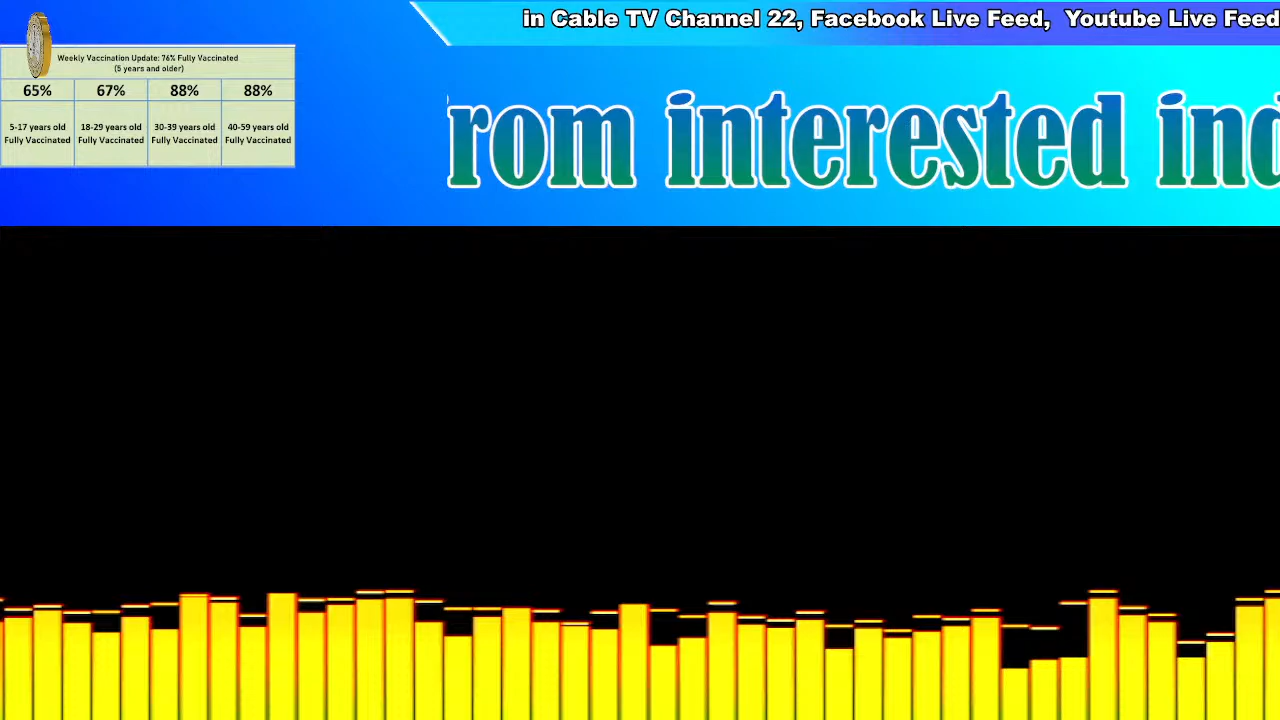 in Cable TV Channel 22, Facebook Live Feed, Youtube Live Feed
Weekly Vaccination Update: 76% Fully Vaccinated
(5 years and older)
65% 67% 88% 88%
5-17 years old 18-29 years old 30-39 years old 40-59 years old
Fully Vaccinated Fully Vaccinated Fully Vaccinated Fully Vaccinated
rom interested ind